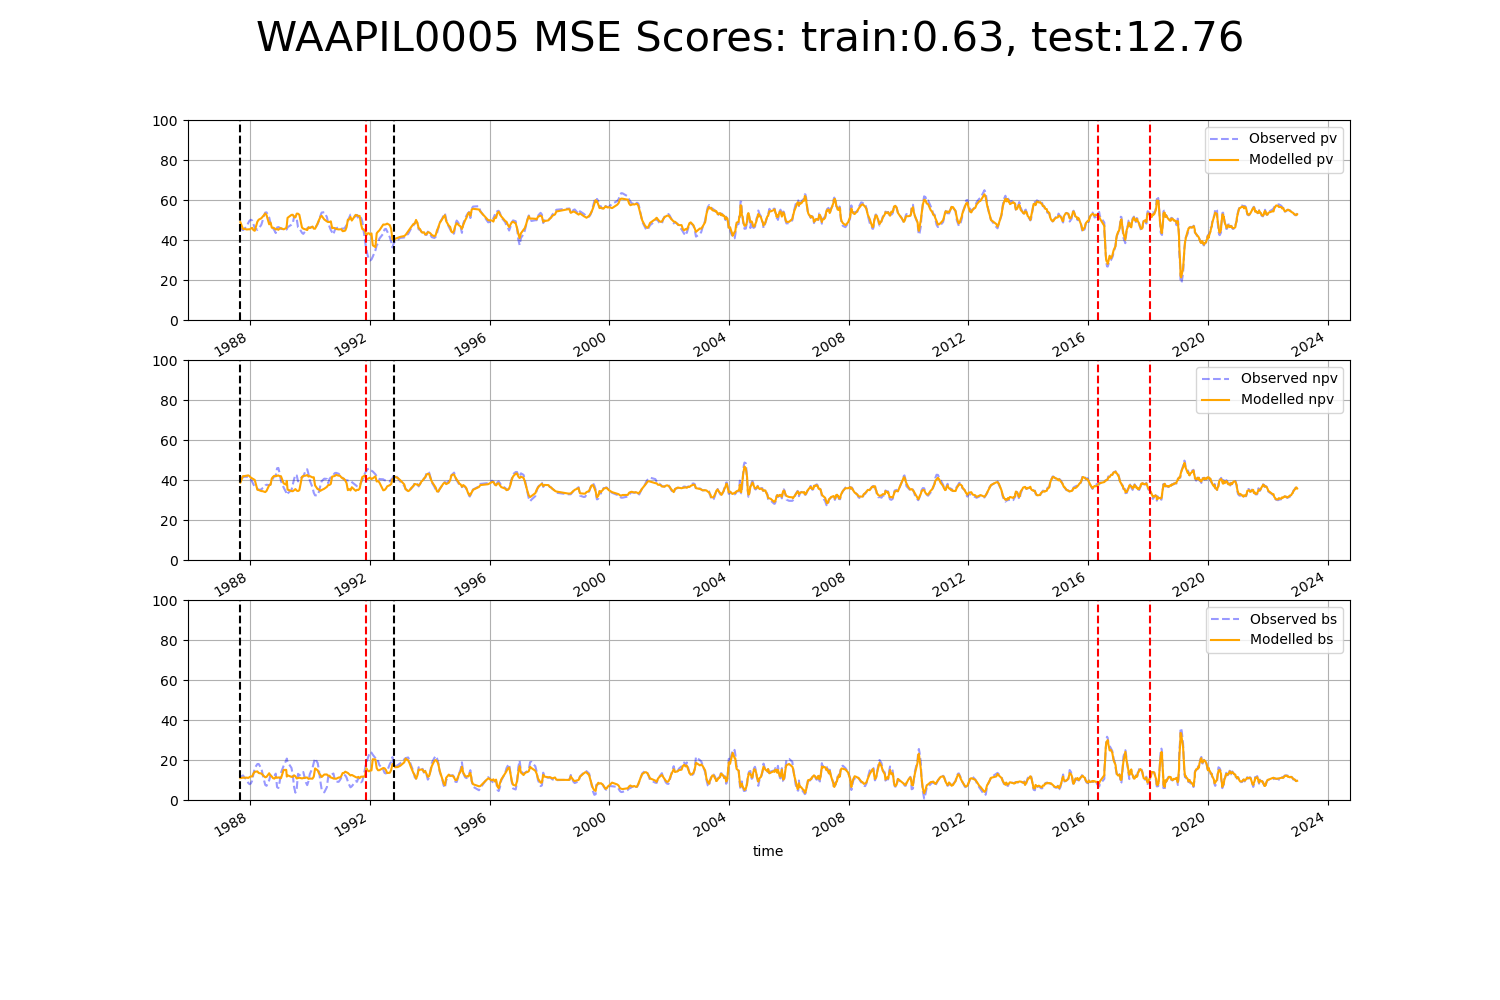 WAAPIL0005 MSE Scores: train:0.63, test:12.76
100
80
60
40
20
0
Observed pv
Modelled pv
1988 1992 1996 2000 2004 2008 2012 2016 2020 2024
100
80
60
40
20
0
Observed npv
Modelled npv
1988 1992 1996 2000 2004 2008 2012 2016 2020 2024
100
80
60
40
20
0
Observed bs
Modelled bs
1988 1992 1996 2000 2004 2008 2012 2016 2020 2024
time